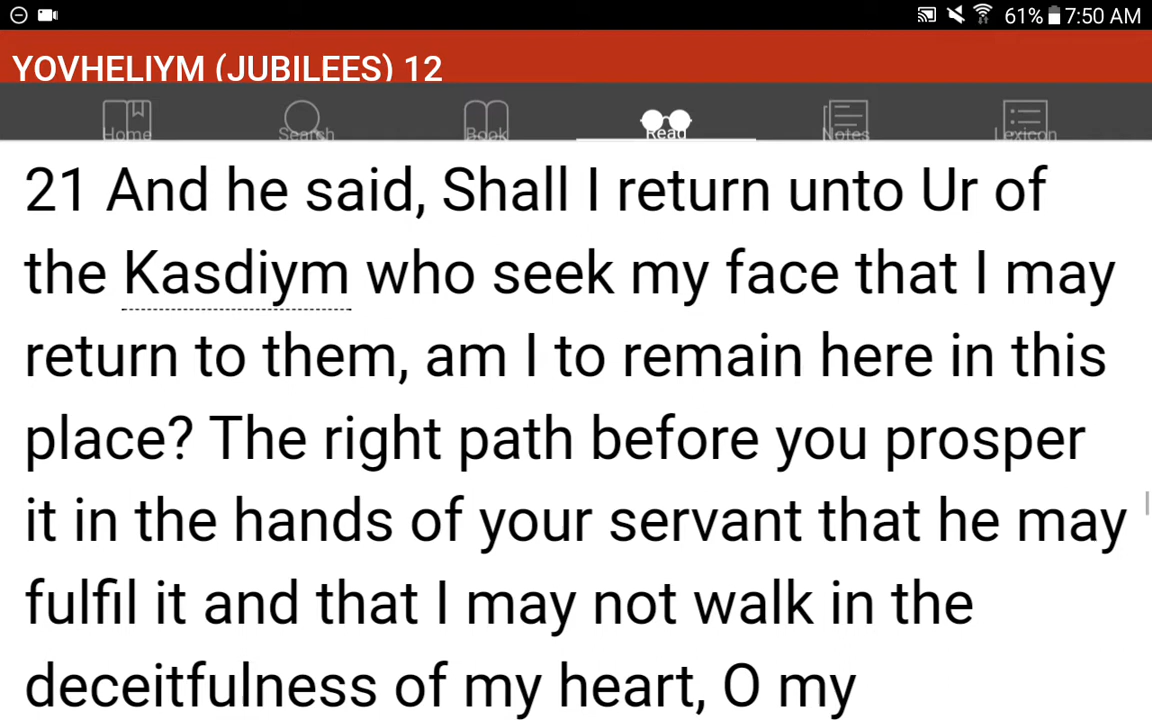 61% 7:50 AM
YOVHELIYM (JUBILEES) 12
Home Search Book Read Notes Lexicon
21 And he said, Shall I return unto Ur of
the Kasdiym who seek my face that I may
return to them, am I to remain here in this
place? The right path before you prosper
it in the hands of your servant that he may
fulfil it and that I may not walk in the
deceitfulness of my heart, O my